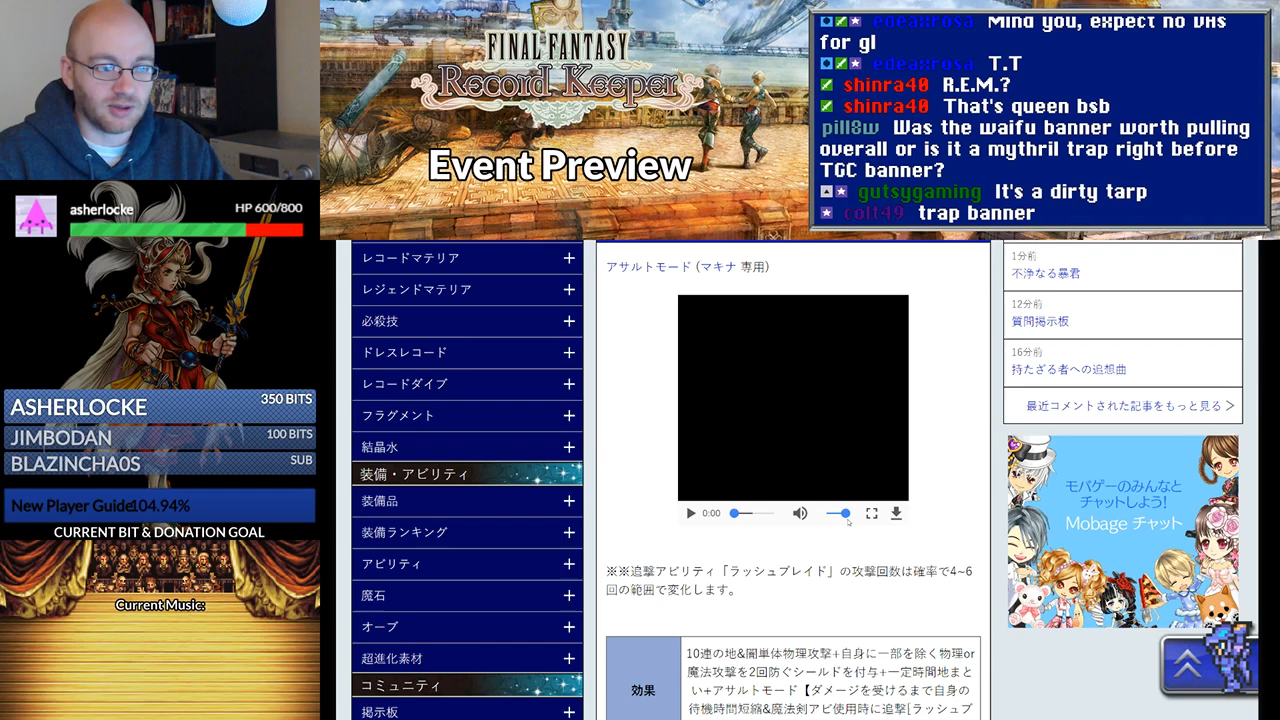 FINAL FANTASY
Record Keeper
Event Preview
edeaxrosa Mind you, expect no VAs
for gl
edeaxrosa T.T
shinra40 R.E.M.?
shinra40 That's queen bsb
pill8w Was the waifu banner worth pulling
overall or is it a mythril trap right before
TGC banner?
gutsygaming It's a dirty tarp
colt49 trap banner
asherlocke HP 600/800
ASHERLOCKE 350 BITS
JIMBODAN 100 BITS
BLAZINCHA0S SUB
New Player Guide104.94%
CURRENT BIT & DONATION GOAL
Current Music:
レコードマテリア +
レジェンドマテリア +
必殺技 +
ドレスレコード +
レコードダイブ +
フラグメント +
結晶水 +
装備・アビリティ
装備品 +
装備ランキング +
アビリティ +
魔石 +
オーブ +
超進化素材 +
コミュニティ
掲示板 +
アサルトモード (マキナ 専用)
0:00
※※追撃アビリティ「ラッシュブレイド」の攻撃回数は確率で4~6
回の範囲で変化します。
効果
10連の地&闇単体物理攻撃+自身に一部を除く物理or
魔法攻撃を2回防ぐシールドを付与+一定時間地まと
い+アサルトモード【ダメージを受けるまで自身の
待機時間短縮&魔法剣アビ使用時に追撃[ラッシュブ
1分前
不浄なる暴君
12分前
質問掲示板
16分前
持たざる者への追想曲
最近コメントされた記事をもっと見る
モバゲーのみんなと
チャットしよう!
Mobage チャット